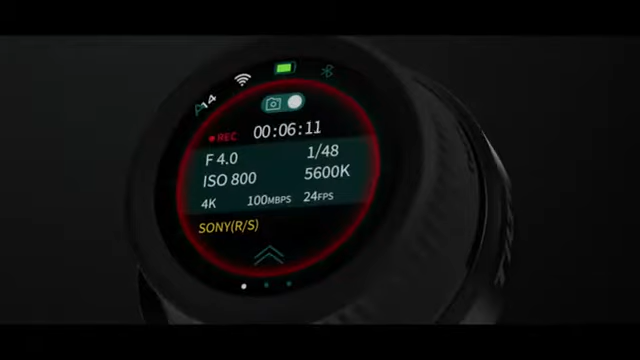 A4
REC 00:06:11
F 4.0 1/48
ISO 800 5600K
4K 100MBPS 24FPS
SONY(R/S)